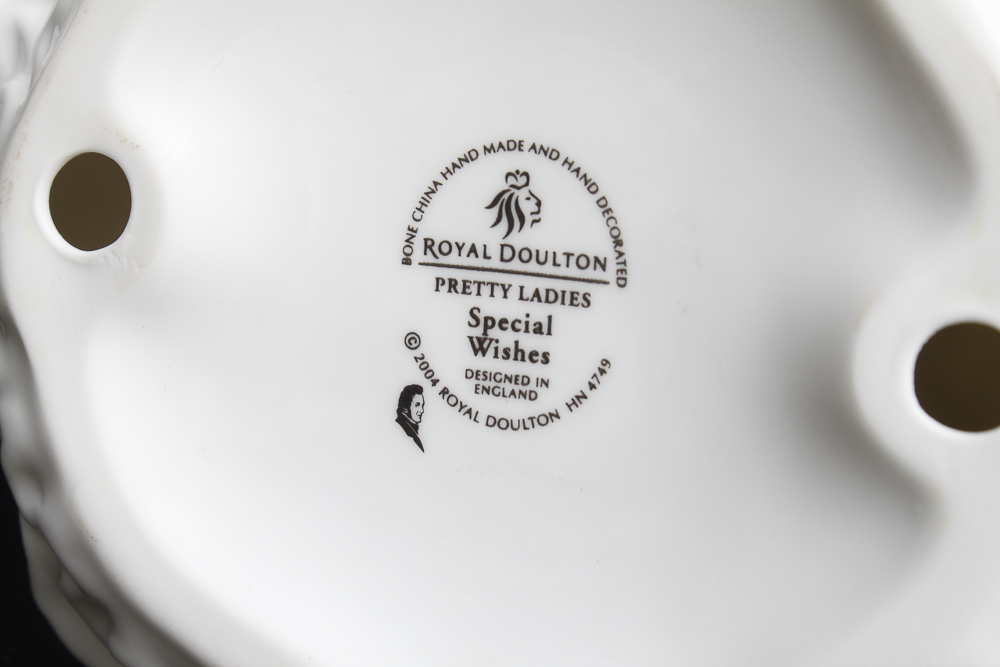 BONE CHINA HAND MADE AND HAND DECORATED
ROYAL DOULTON
PRETTY LADIES
Special
Wishes
DESIGNED IN
ENGLAND
© 2004 ROYAL DOULTON HN 4749